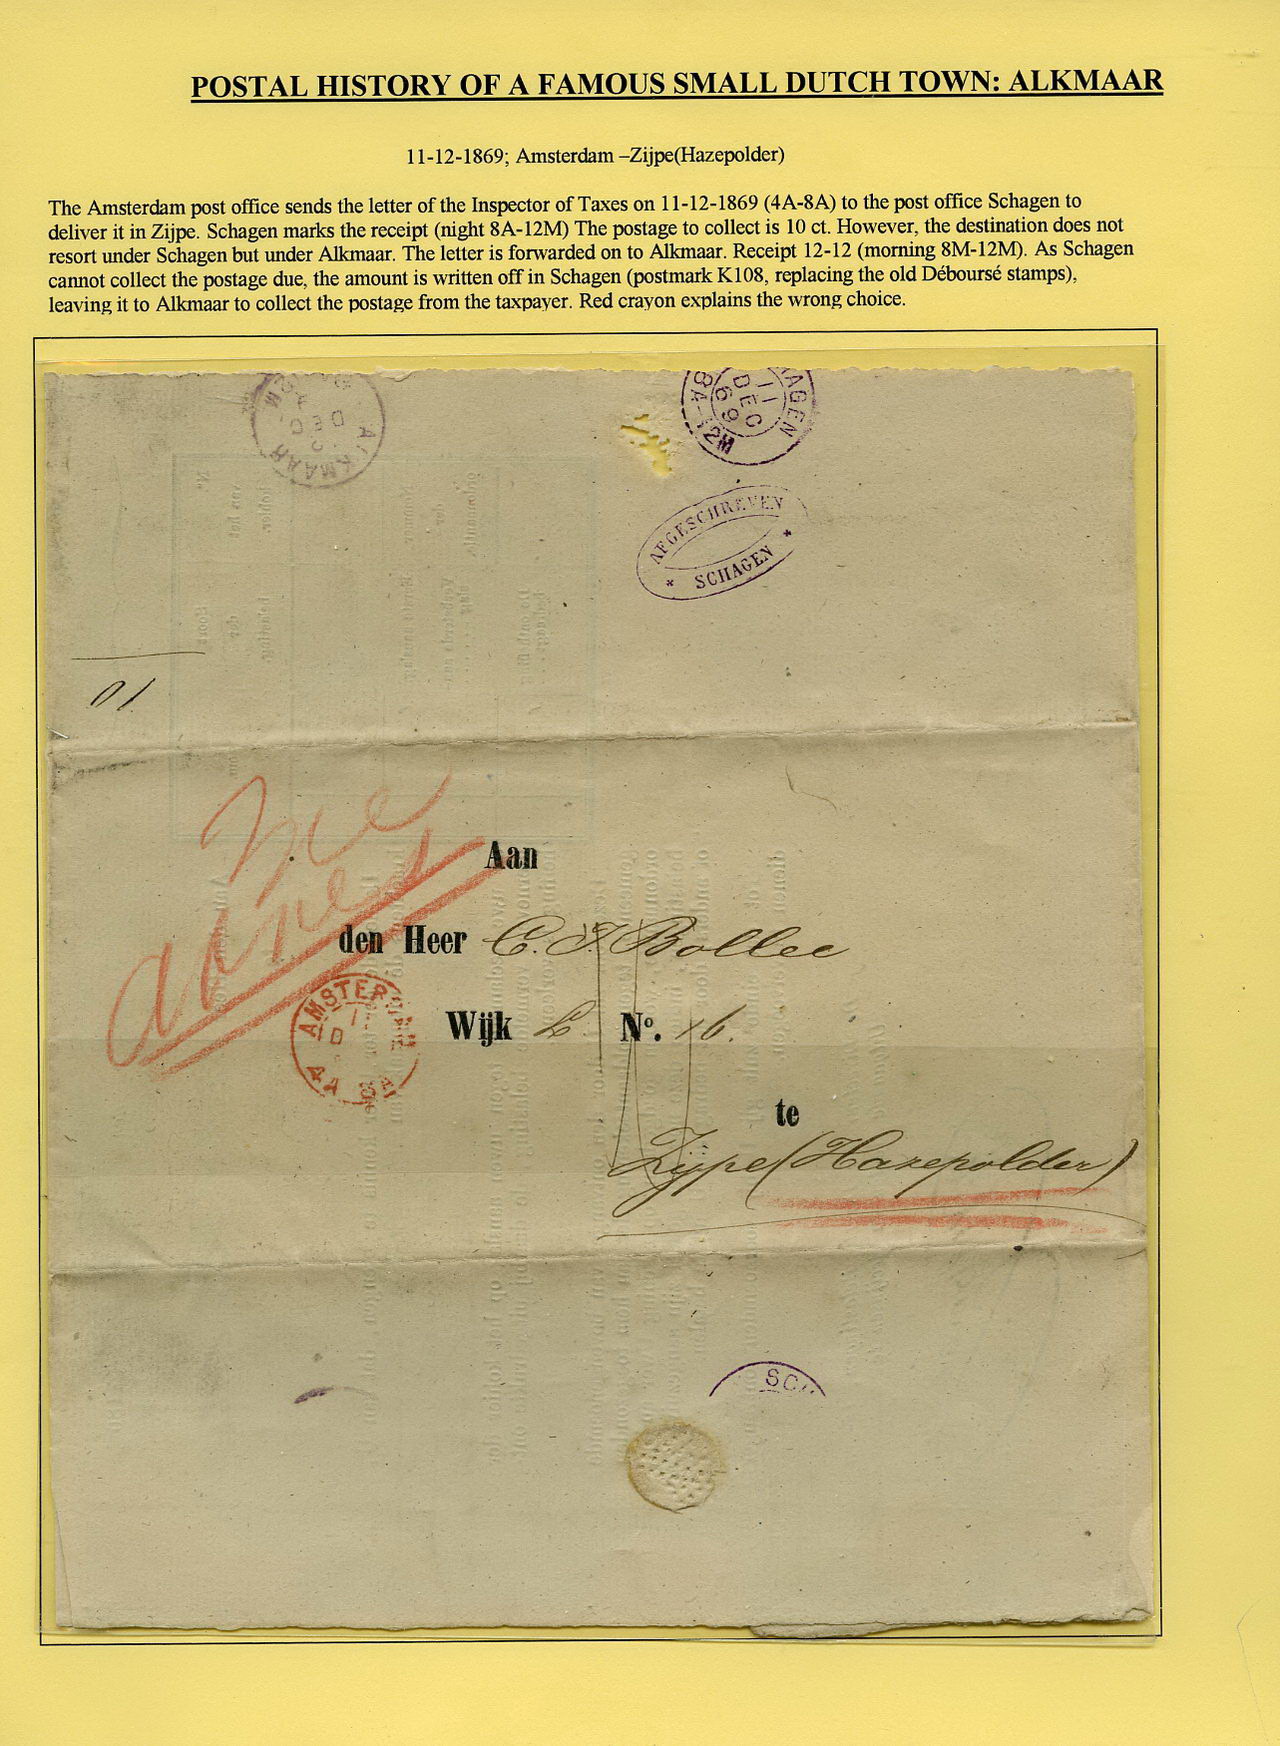 POSTAL HISTORY OF A FAMOUS SMALL DUTCH TOWN: ALKMAAR
11-12-1869; Amsterdam –Zijpe(Hazepolder)
The Amsterdam post office sends the letter of the Inspector of Taxes on 11-12-1869 (4A-8A) to the post office Schagen to
deliver it in Zijpe. Schagen marks the receipt (night 8A-12M) The postage to collect is 10 ct. However, the destination does not
resort under Schagen but under Alkmaar. The letter is forwarded on to Alkmaar. Receipt 12-12 (morning 8M-12M). As Schagen
cannot collect the postage due, the amount is written off in Schagen (postmark K108, replacing the old Déboursé stamps),
leaving it to Alkmaar to collect the postage from the taxpayer. Red crayon explains the wrong choice.
ALKMAAR
DEC
AGEN
11
DEC
69
8A-12M
AFGESCHREVEN
* SCHAGEN *
Aan
den Heer C. J. Bollee
AMSTER
4A 8A
Wijk L. No. 16.
te
Zijpe (Hazepolder)
SCH